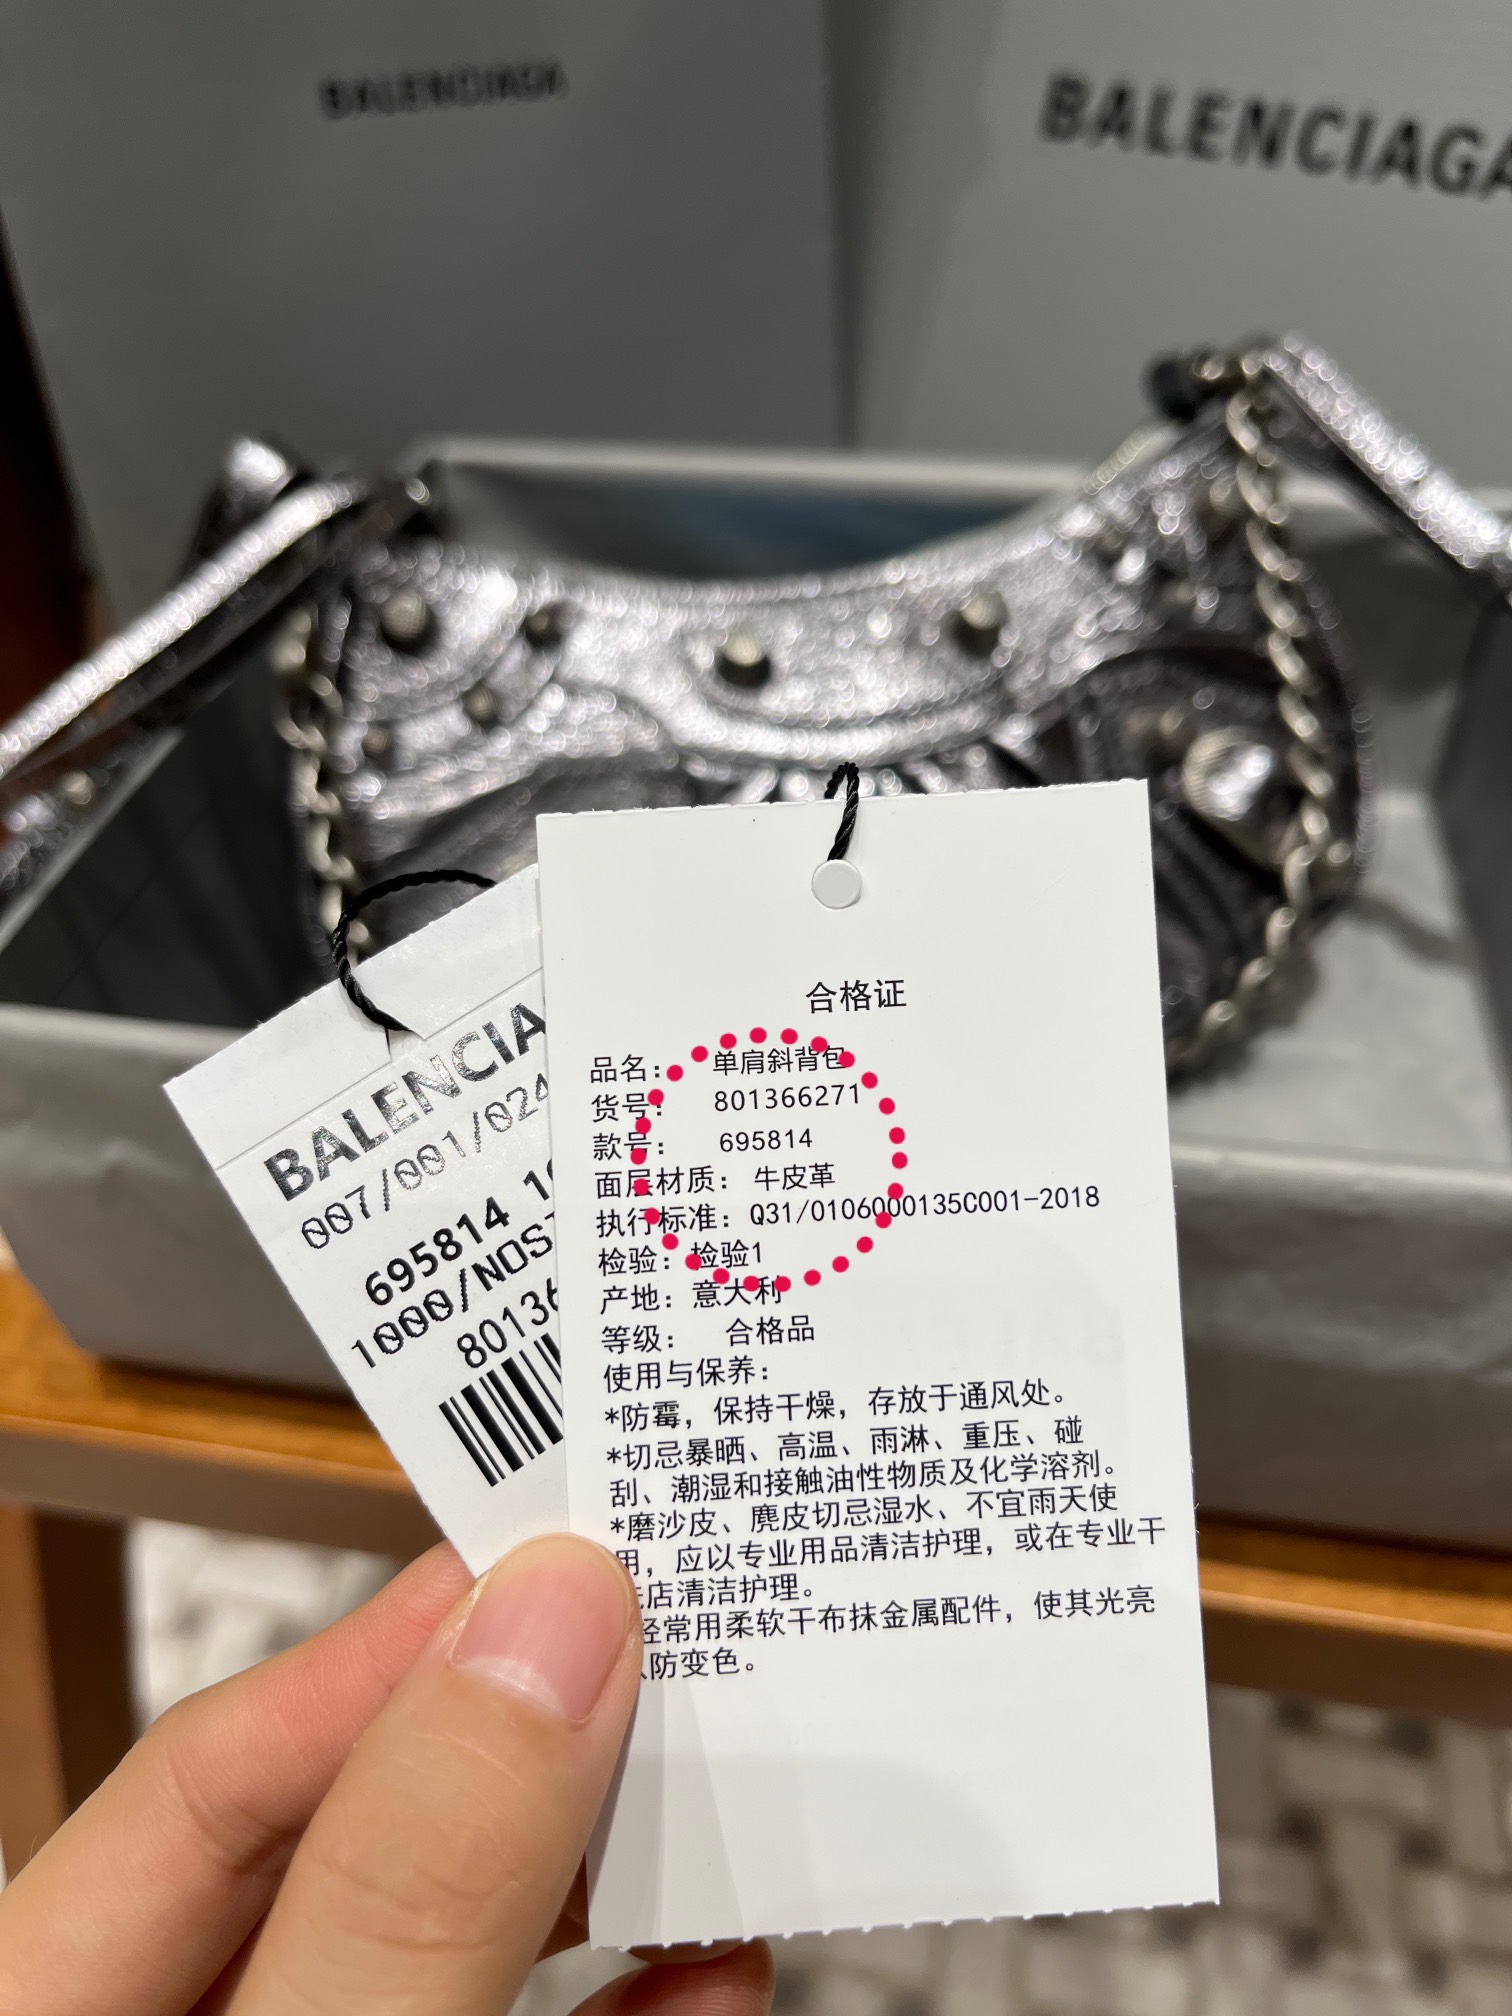 BALENCIAGA
BALENCIAGA
BALENCIA
007/001/024
695814
1000/NDS
8013
合格证
品名： 单肩斜背包
货号： 801366271
款号： 695814
面层材质： 牛皮革
执行标准： Q31/0106000135C001-2018
检验： 检验1
产地： 意大利
等级： 合格品
使用与保养：
*防霉，保持干燥，存放于通风处。
*切忌暴晒、高温、雨淋、重压、碰
刮、潮湿和接触油性物质及化学溶剂。
*磨沙皮、麂皮切忌湿水、不宜雨天使
用，应以专业用品清洁护理，或在专业干
店清洁护理。
经常用柔软干布抹金属配件，使其光亮
防变色。